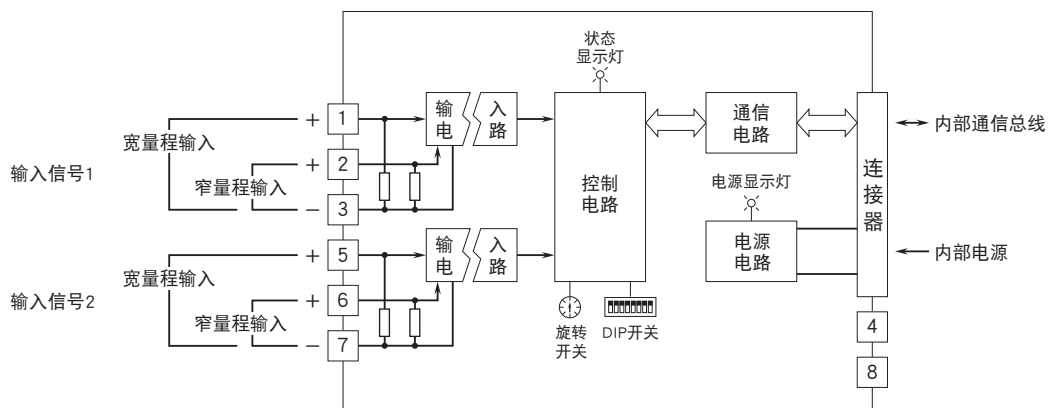 状态
显示灯
输 入
电 路
通信
电路
+ 1
宽量程输入
内部通信总线
+ 2
输入信号1
窄量程输入
− 3
控制
电路
电源显示灯
连接器
输 入
电 路
电源
电路
+ 5
宽量程输入
内部电源
+ 6
输入信号2
窄量程输入
− 7
旋转
开关
DIP开关
4
8